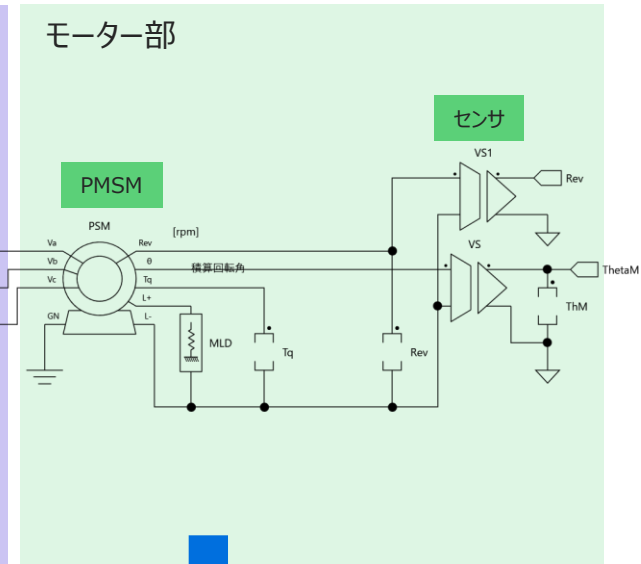 モーター部
センサ
VS1
PMSM
Rev
PSM
[rpm]
Va
Rev
VS
Vb
θ
積算回転角
ThetaM
Vc
Tq
L+
ThM
GN
L-
MLD
Tq
Rev